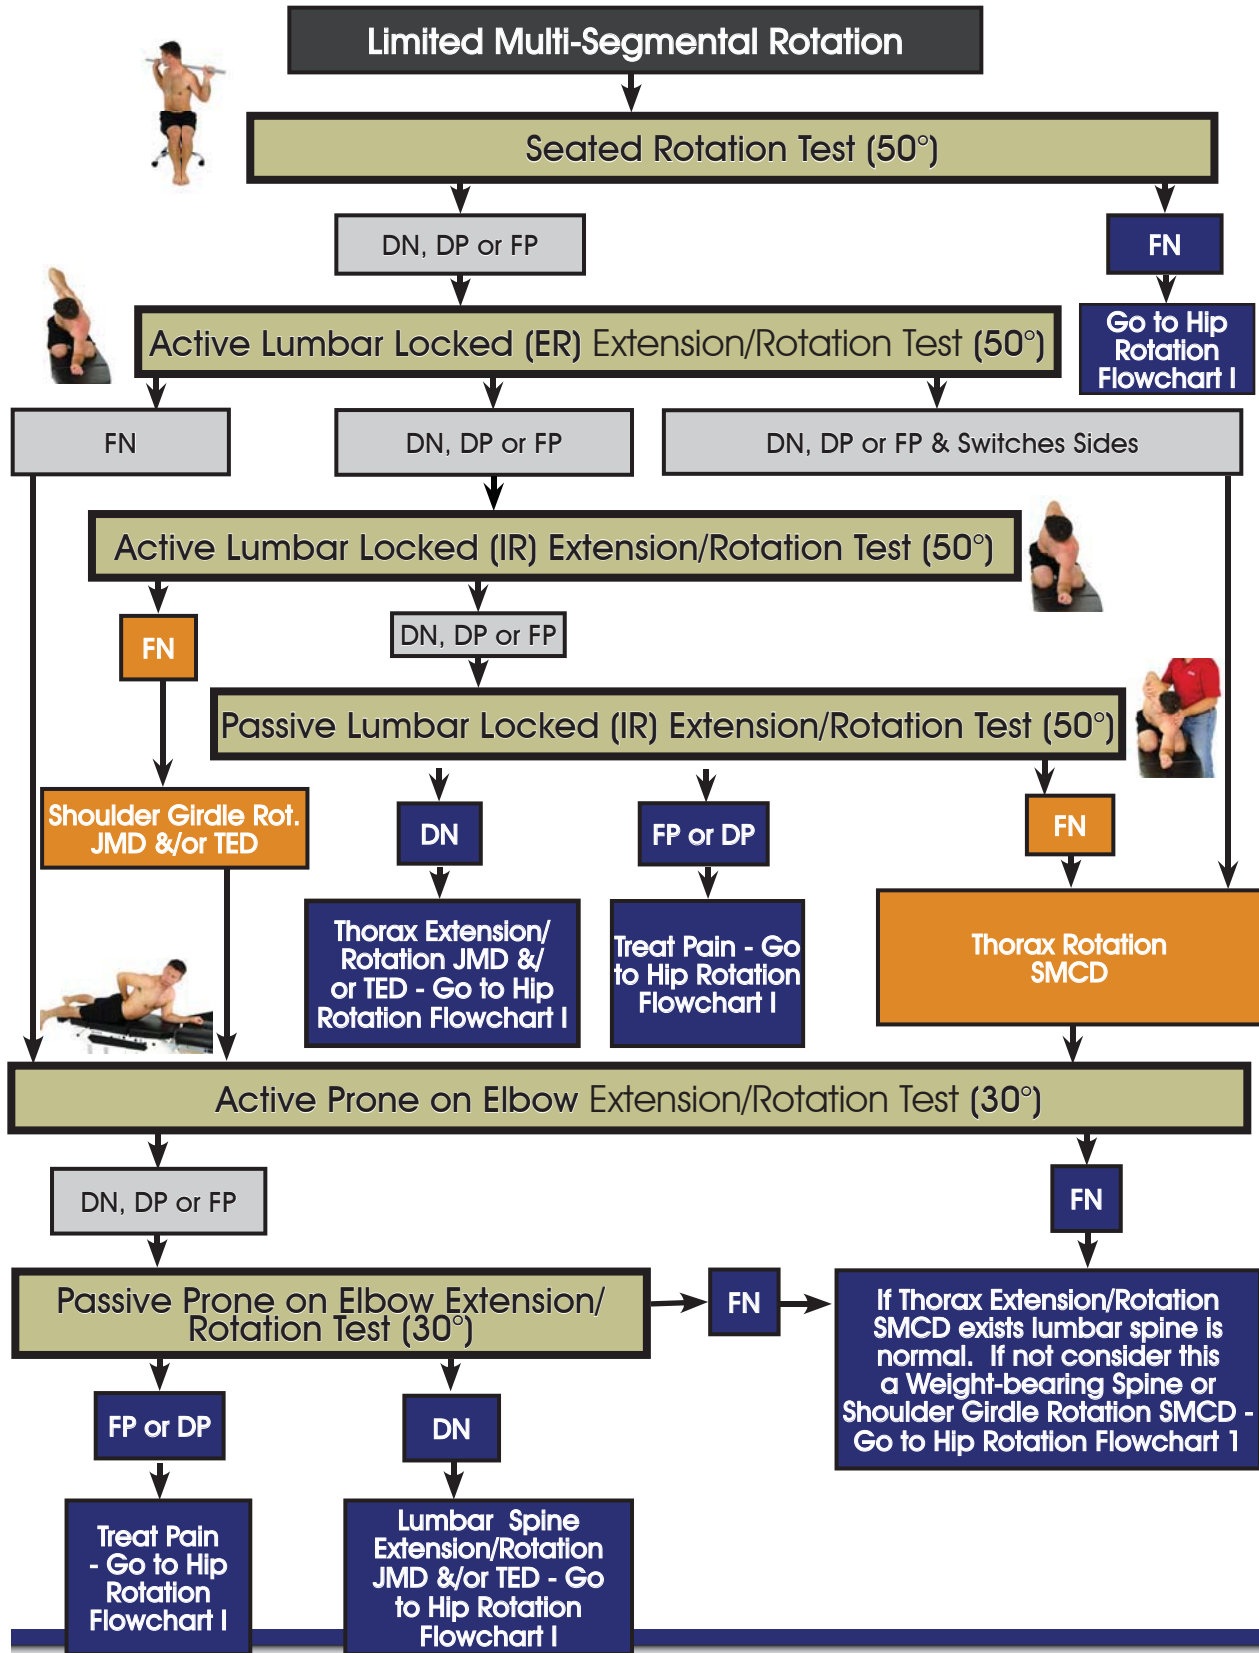 Limited Multi-Segmental Rotation
Seated Rotation Test (50°)
DN, DP or FP
FN
Go to Hip
Rotation
Flowchart I
Active Lumbar Locked (ER) Extension/Rotation Test (50°)
FN
DN, DP or FP
DN, DP or FP & Switches Sides
Active Lumbar Locked (IR) Extension/Rotation Test (50°)
FN
DN, DP or FP
Passive Lumbar Locked (IR) Extension/Rotation Test (50°)
Shoulder Girdle Rot.
JMD &/or TED
DN
FP or DP
FN
Thorax Extension/
Rotation JMD &/
or TED - Go to Hip
Rotation Flowchart I
Treat Pain - Go
to Hip Rotation
Flowchart I
Thorax Rotation
SMCD
Active Prone on Elbow Extension/Rotation Test (30°)
DN, DP or FP
FN
Passive Prone on Elbow Extension/
Rotation Test (30°)
FN
If Thorax Extension/Rotation
SMCD exists lumbar spine is
normal. If not consider this
a Weight-bearing Spine or
Shoulder Girdle Rotation SMCD -
Go to Hip Rotation Flowchart 1
FP or DP
DN
Treat Pain
- Go to Hip
Rotation
Flowchart I
Lumbar Spine
Extension/Rotation
JMD &/or TED - Go
to Hip Rotation
Flowchart I